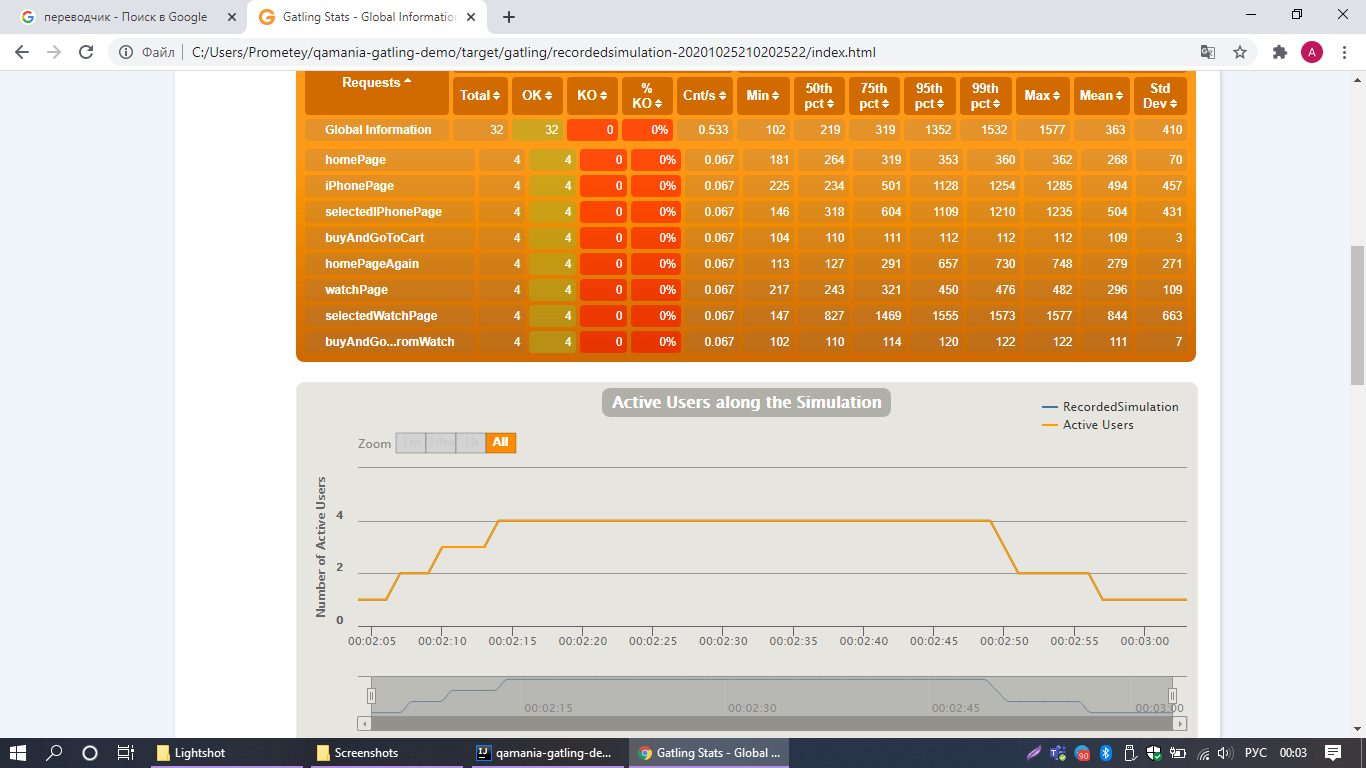 переводчик - Поиск в Google
Gatling Stats - Global Information
Файл | C:/Users/Prometey/qamania-gatling-demo/target/gatling/recordedsimulation-20201025210202522/index.html
A
Requests Total OK KO % KO Cnt/s Min 50th pct 75th pct 95th pct 99th pct Max Mean Std Dev
Global Information 32 32 0 0% 0.533 102 219 319 1352 1532 1577 363 410
homePage 4 4 0 0% 0.067 181 264 319 353 360 362 268 70
iPhonePage 4 4 0 0% 0.067 225 234 501 1128 1254 1285 494 457
selectedIPhonePage 4 4 0 0% 0.067 146 318 604 1109 1210 1235 504 431
buyAndGoToCart 4 4 0 0% 0.067 104 110 111 112 112 112 109 3
homePageAgain 4 4 0 0% 0.067 113 127 291 657 730 748 279 271
watchPage 4 4 0 0% 0.067 217 243 321 450 476 482 296 109
selectedWatchPage 4 4 0 0% 0.067 147 827 1469 1555 1573 1577 844 663
buyAndGo...romWatch 4 4 0 0% 0.067 102 110 114 120 122 122 111 7
Active Users along the Simulation
RecordedSimulation
Active Users
Zoom 1m 10m 1h All
Number of Active Users
4
2
0
00:02:05 00:02:10 00:02:15 00:02:20 00:02:25 00:02:30 00:02:35 00:02:40 00:02:45 00:02:50 00:02:55 00:03:00
00:02:15 00:02:30 00:02:45 00:03:00
Lightshot Screenshots qamania-gatling-de... Gatling Stats - Global ... 90 РУС 00:03